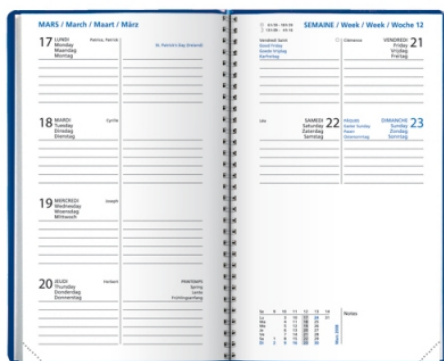 MARS / March / Maart / März
17 LUNDI
Monday
Maandag
Montag
Patrice, Patrick
St. Patrick's Day (Ireland)
18 MARDI
Tuesday
Dinsdag
Dienstag
Cyrille
19 MERCREDI
Wednesday
Woensdag
Mittwoch
Joseph
20 JEUDI
Thursday
Donderdag
Donnerstag
Herbert
PRINTEMPS
Spring
Lente
Frühlingsanfang
SEMAINE / Week / Week / Woche 12
Vendredi Saint
Good Friday
Goede Vrijdag
Karfreitag
Clémence
VENDREDI 21
Friday
Vrijdag
Freitag
Léa
SAMEDI 22
Saturday
Zaterdag
Samstag
PÂQUES
Easter Sunday
Pasen
Ostersonntag
DIMANCHE 23
Sunday
Zondag
Sonntag
Notes
Mars 2008